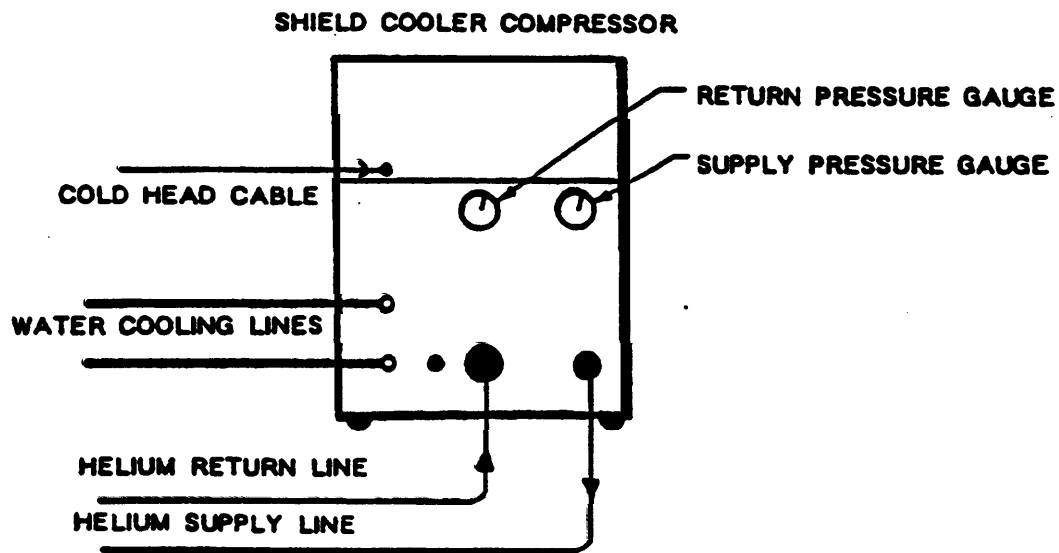 SHIELD COOLER COMPRESSOR
RETURN PRESSURE GAUGE
SUPPLY PRESSURE GAUGE
COLD HEAD CABLE
WATER COOLING LINES
HELIUM RETURN LINE
HELIUM SUPPLY LINE